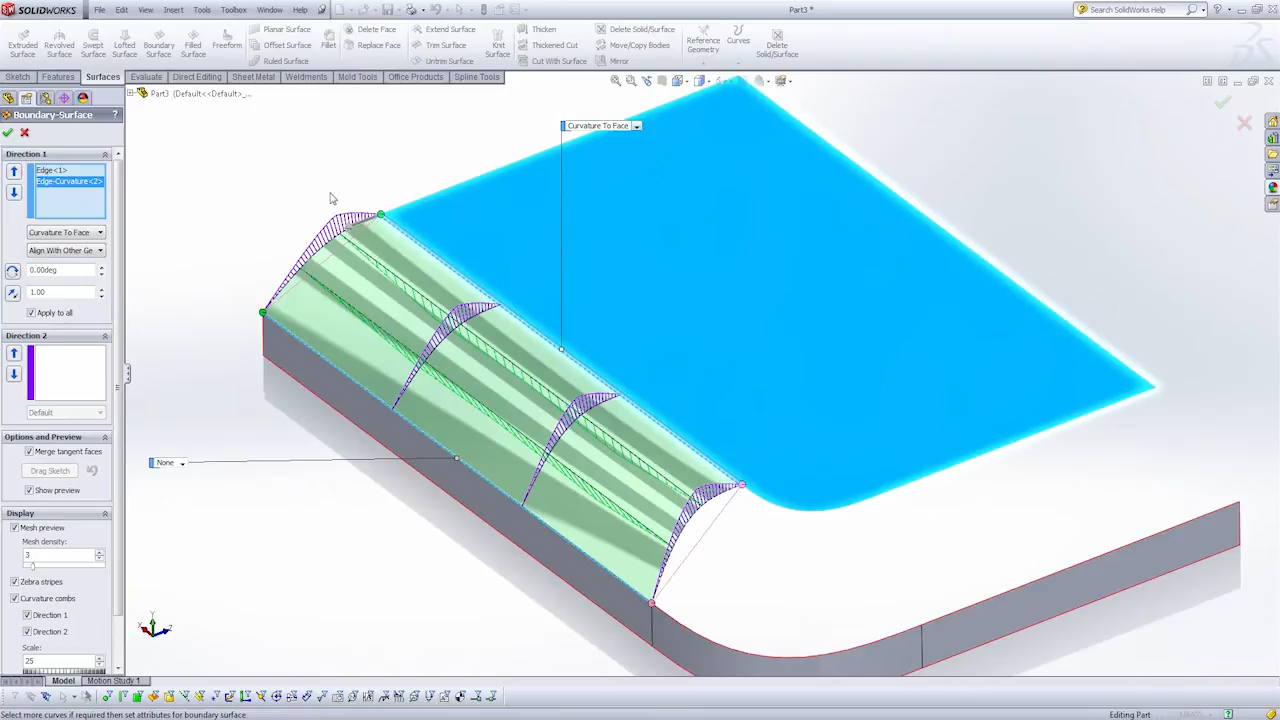 SOLIDWORKS File Edit View Insert Tools Toolbox Window Help
Part3 *
Search SolidWorks Help
Extruded Surface
Revolved Surface
Swept Surface
Lofted Surface
Boundary Surface
Filled Surface
Freeform
Planar Surface
Offset Surface
Ruled Surface
Fillet
Delete Face
Replace Face
Extend Surface
Trim Surface
Untrim Surface
Knit Surface
Thicken
Thickened Cut
Cut With Surface
Delete Solid/Surface
Move/Copy Bodies
Mirror
Reference Geometry
Curves
Delete Solid/Surface
Sketch Features Surfaces Evaluate Direct Editing Sheet Metal Weldments Mold Tools Office Products Spline Tools
Part3 (Default<<Default>_...
Boundary-Surface ?
Direction 1
Edge<1>
Edge-Curvature<2>
Curvature To Face
Align With Other Ge
0.00deg
1.00
Apply to all
Direction 2
Default
Options and Preview
Merge tangent faces
Drag Sketch
Show preview
Display
Mesh preview
Mesh density:
3
Zebra stripes
Curvature combs
Direction 1
Direction 2
Scale:
25
Curvature To Face
None
Y
X
Z
Model Motion Study 1
Select more curves if required then set attributes for boundary surface
Editing Part